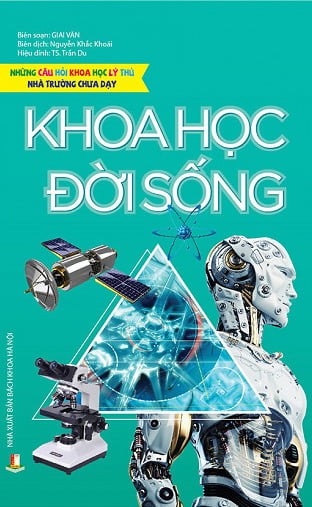 Biên soạn: GIAI VÂN
Biên dịch: Nguyễn Khắc Khoái
Hiệu đính: TS. Trần Du
NHỮNG CÂU HỎI KHOA HỌC LÝ THÚ
NHÀ TRƯỜNG CHƯA DẠY
KHOA HỌC
ĐỜI SỐNG
NHÀ XUẤT BẢN BÁCH KHOA HÀ NỘI